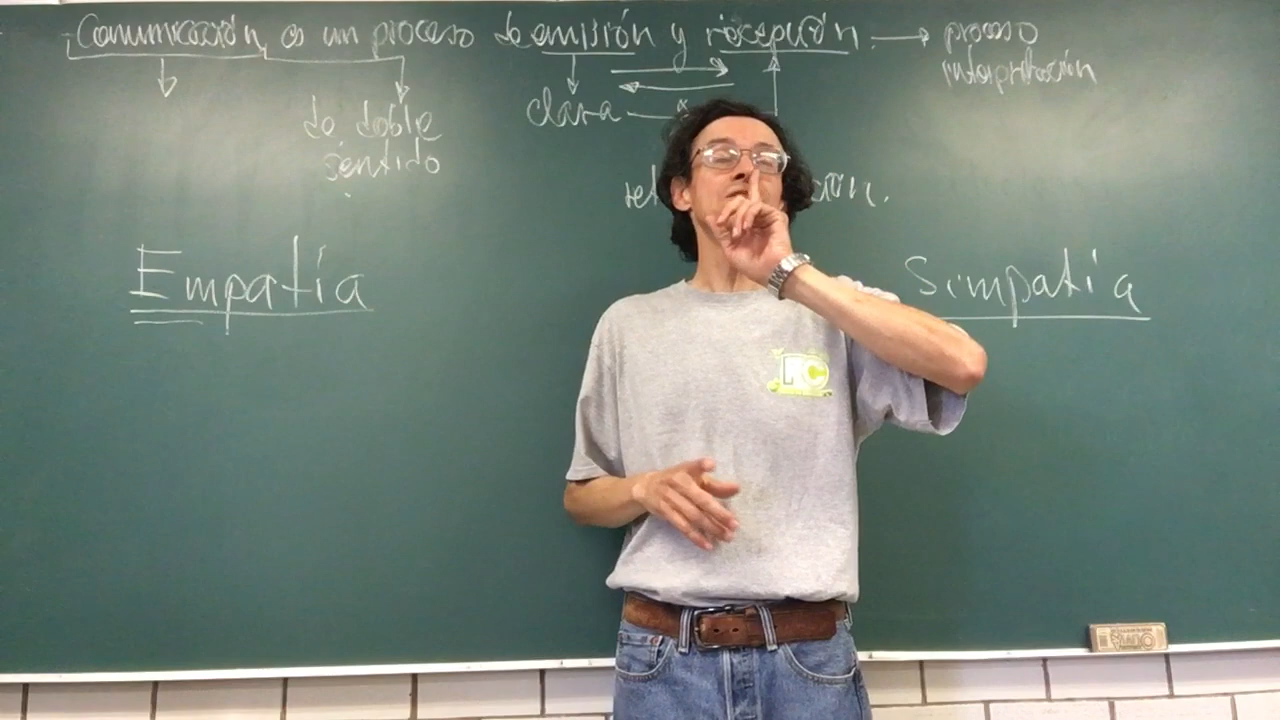 Comunicación, es un proceso de emisión y recepción. → proceso
interpretación
clara
de doble
sentido
Empatía
Simpatía